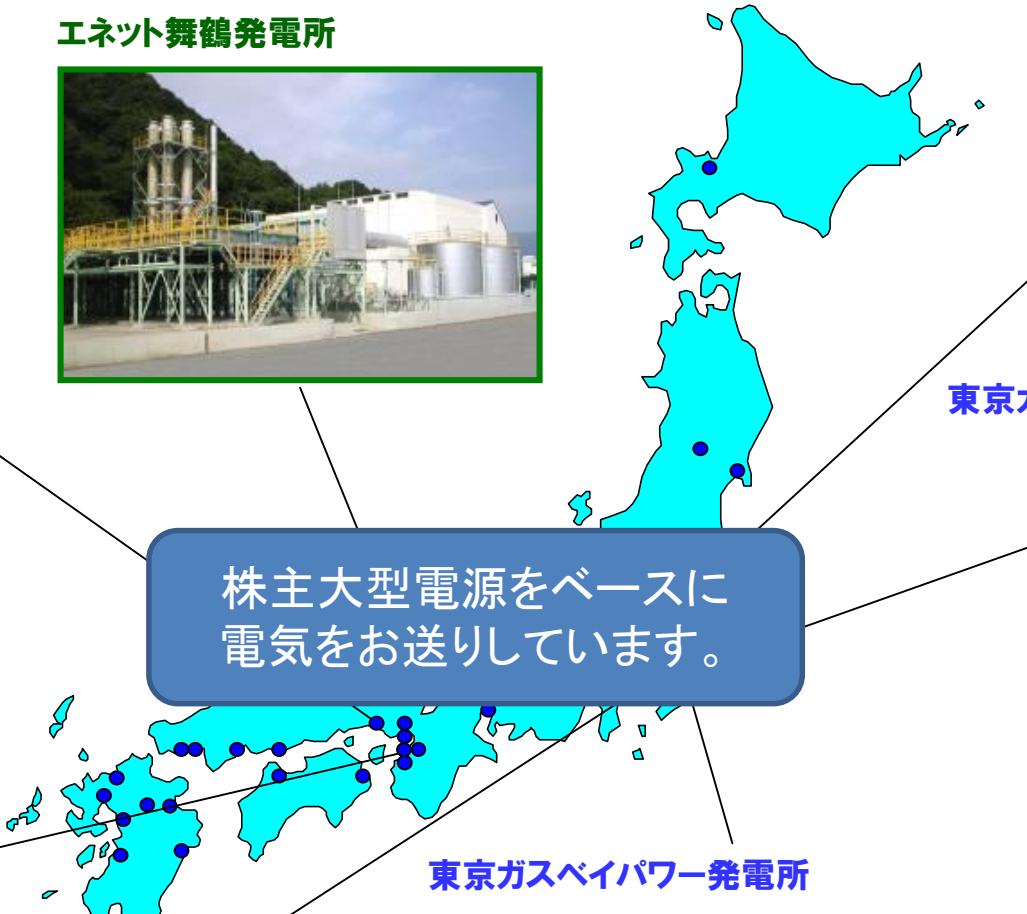 エネット舞鶴発電所
東京
株主大型電源をベースに
電気をお送りしています。
東京ガスベイパワー発電所